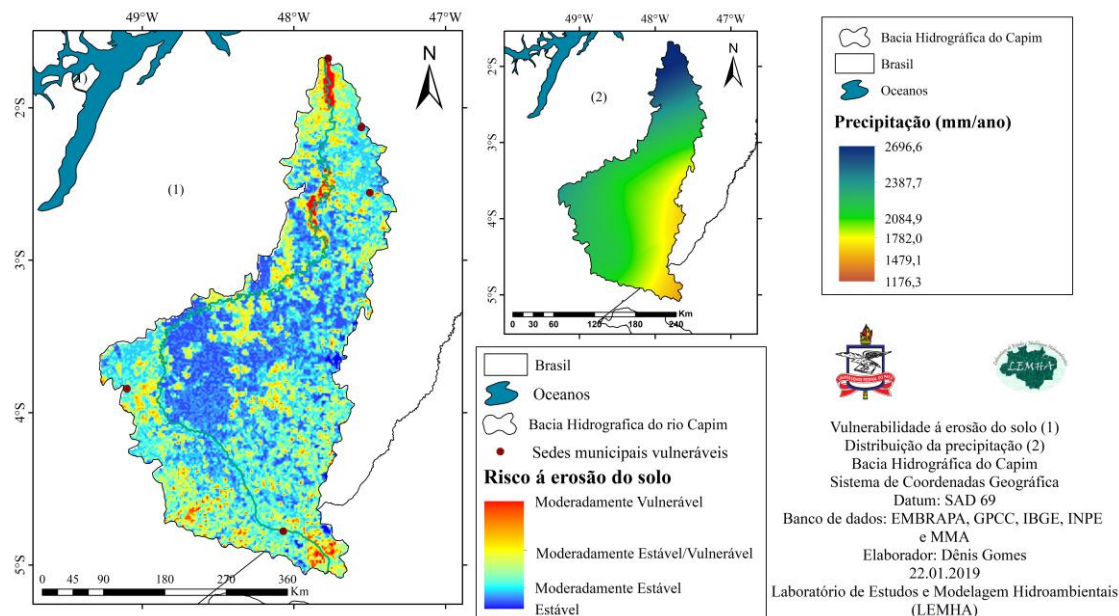 49°W 48°W 47°W
N
2°S
3°S
4°S
5°S
(1)
0 45 90 180 270 360
Km
49°W 48°W 47°W
N
2°S
3°S
4°S
5°S
(2)
Km
0 15 30 60 120 180 240
Brasil
Oceanos
Bacia Hidrografica do rio Capim
Sedes municipais vulneráveis
Risco á erosão do solo
Moderadamente Vulnerável
Moderadamente Estável/Vulnerável
Moderadamente Estável
Estável
Bacia Hidrográfica do Capim
Brasil
Oceanos
Precipitação (mm/ano)
2696,6
2387,7
2084,9
1782,0
1479,1
1176,3
LEMHA
Vulnerabilidade á erosão do solo (1)
Distribuição da precipitação (2)
Bacia Hidrográfica do Capim
Sistema de Coordenadas Geográfica
Datum: SAD 69
Banco de dados: EMBRAPA, GPCC, IBGE, INPE
e MMA
Elaborador: Dênis Gomes
22.01.2019
Laboratório de Estudos e Modelagem Hidroambientais
(LEMHA)